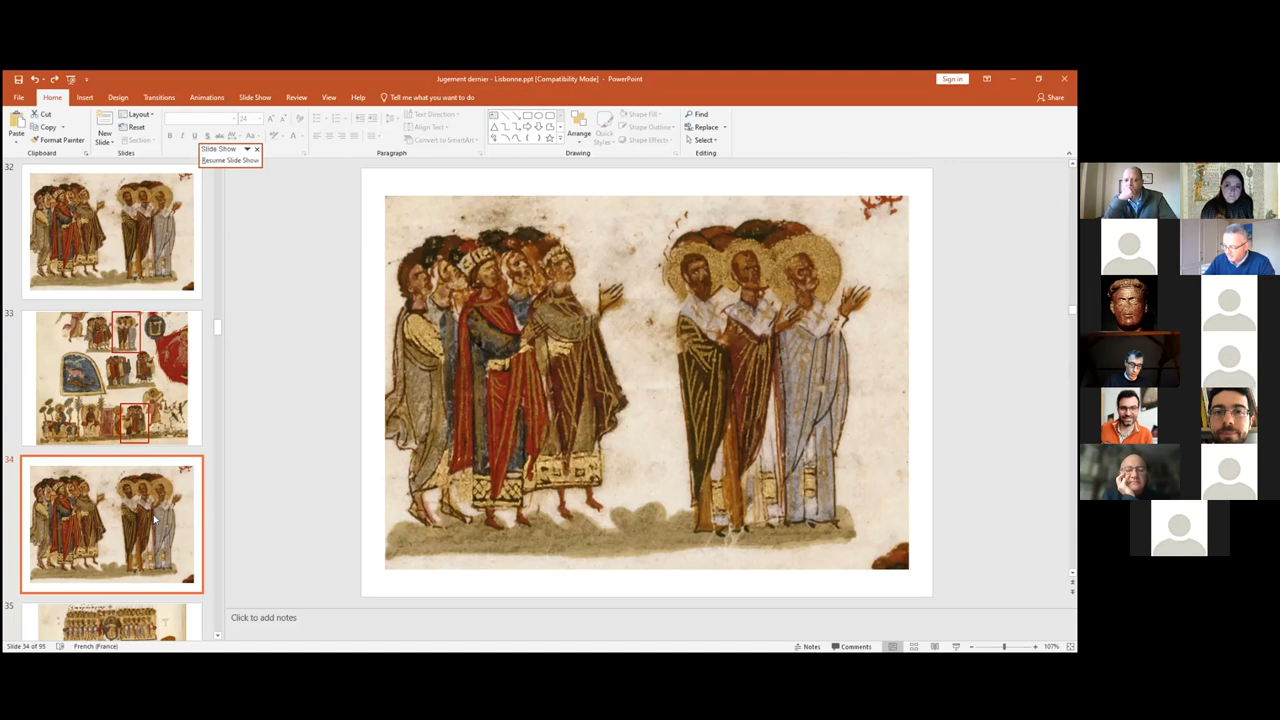 Jugement dernier - Lisbonne.ppt [Compatibility Mode] - PowerPoint
Sign in
File Home Insert Design Transitions Animations Slide Show Review View Help Tell me what you want to do
Share
Paste
Cut
Copy
Format Painter
Clipboard
New Slide
Layout
Reset
Section
Slides
24
B I U S abc AV Aa A
Slide Show
Resume Slide Show
Paragraph
Text Direction
Align Text
Convert to SmartArt
Arrange
Quick Styles
Shape Fill
Shape Outline
Shape Effects
Drawing
Find
Replace
Select
Editing
32
33
34
35
Click to add notes
Slide 34 of 95
French (France)
Notes
Comments
107%